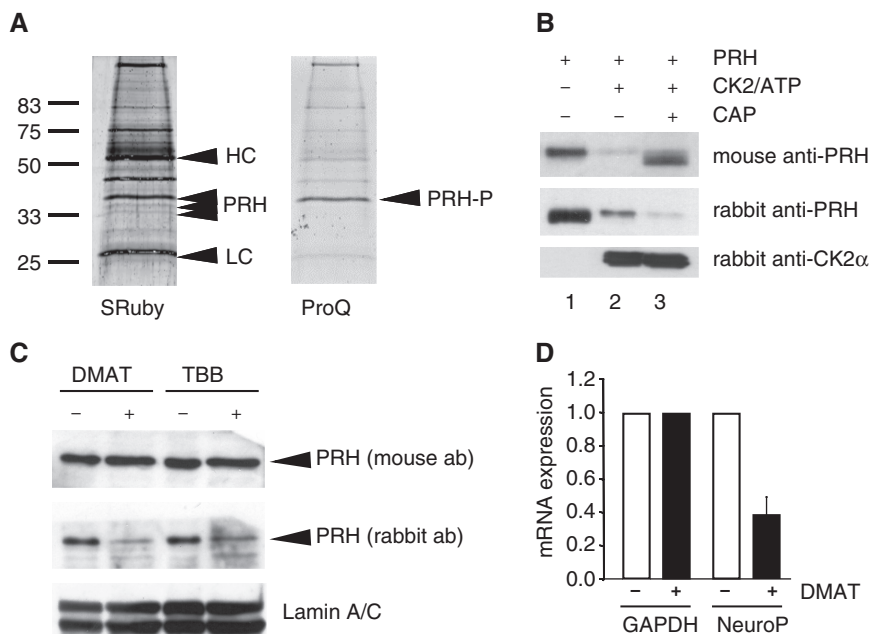 A
83
75
50
33
25
HC
PRH
LC
PRH-P
SRuby
ProQ
B
+ + + PRH
– + + CK2/ATP
– – + CAP
mouse anti-PRH
rabbit anti-PRH
rabbit anti-CK2α
1 2 3
C
DMAT TBB
– + – +
PRH (mouse ab)
PRH (rabbit ab)
Lamin A/C
D
mRNA expression
1.2
1.0
0.8
0.6
0.4
0.2
0.0
– + – + DMAT
GAPDH NeuroP